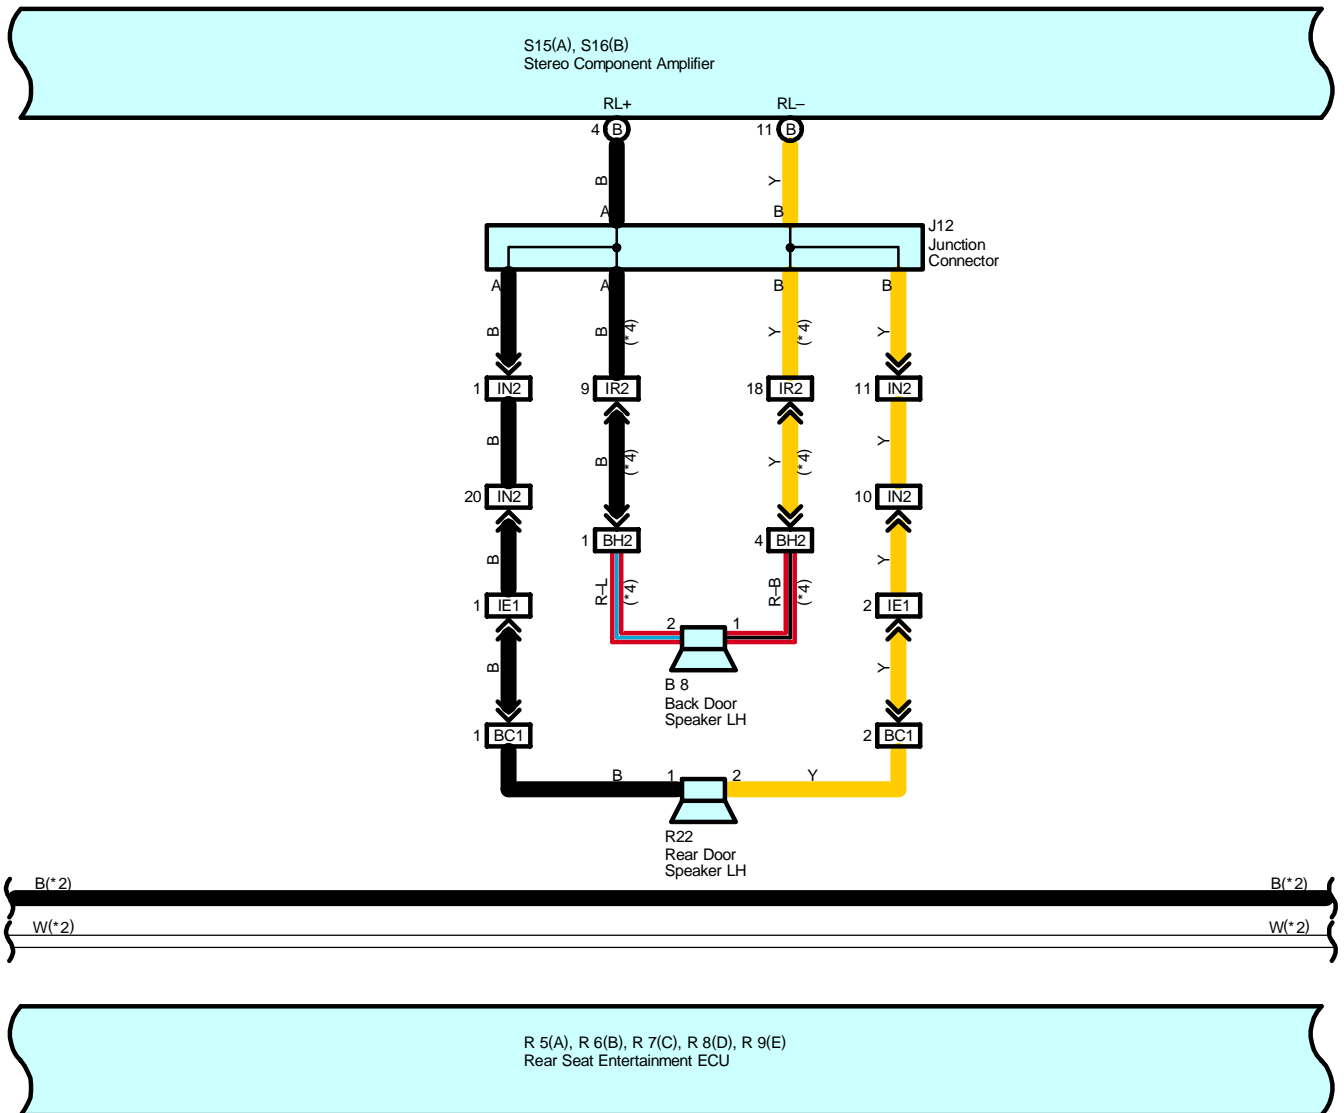 S15(A), S16(B)
Stereo Component Amplifier
RL+
RL–
4 B
11 B
B
Y
A
B
J12
Junction
Connector
A
A
B
B
B
B
(*4)
Y
(*4)
Y
1 IN2
9 IR2
18 IR2
11 IN2
B
B
(*4)
Y
(*4)
Y
20 IN2
10 IN2
1 BH2
4 BH2
B
R–L
(*4)
R–B
(*4)
Y
1 IE1
2 IE1
2
1
B
Y
B 8
Back Door
Speaker LH
1 BC1
2 BC1
B
1
2
Y
R22
Rear Door
Speaker LH
B(*2)
B(*2)
W(*2)
W(*2)
R 5(A), R 6(B), R 7(C), R 8(D), R 9(E)
Rear Seat Entertainment ECU